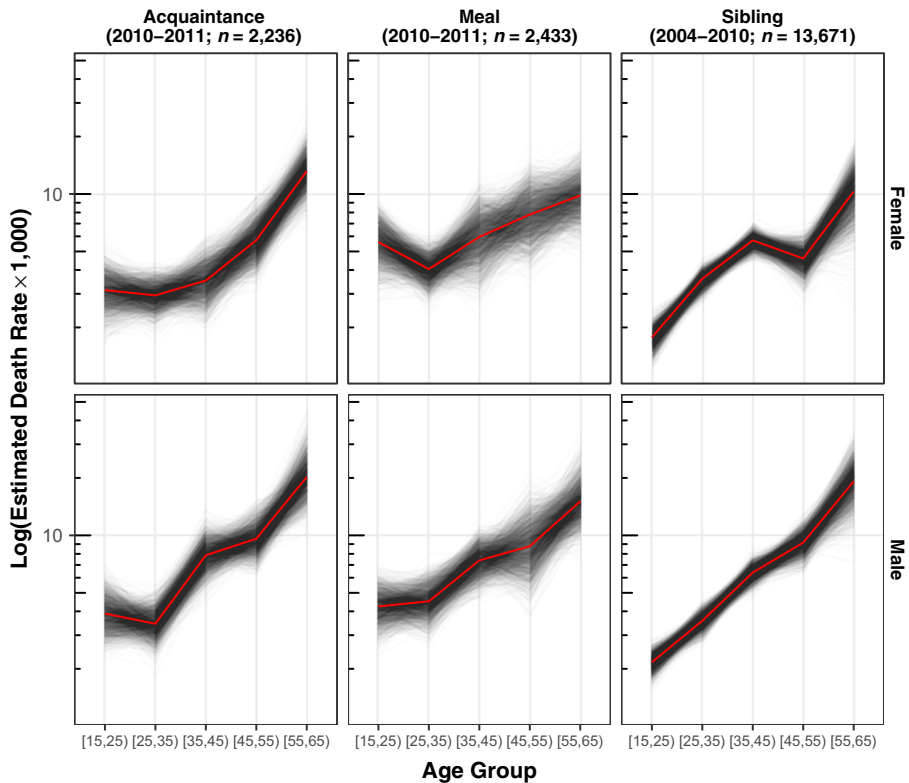 Acquaintance
(2010−2011; n = 2,236)
Meal
(2010−2011; n = 2,433)
Sibling
(2004−2010; n = 13,671)
10
Female
Log(Estimated Death Rate × 1,000)
10
Male
[15,25) [25,35) [35,45) [45,55) [55,65)
[15,25) [25,35) [35,45) [45,55) [55,65)
[15,25) [25,35) [35,45) [45,55) [55,65)
Age Group